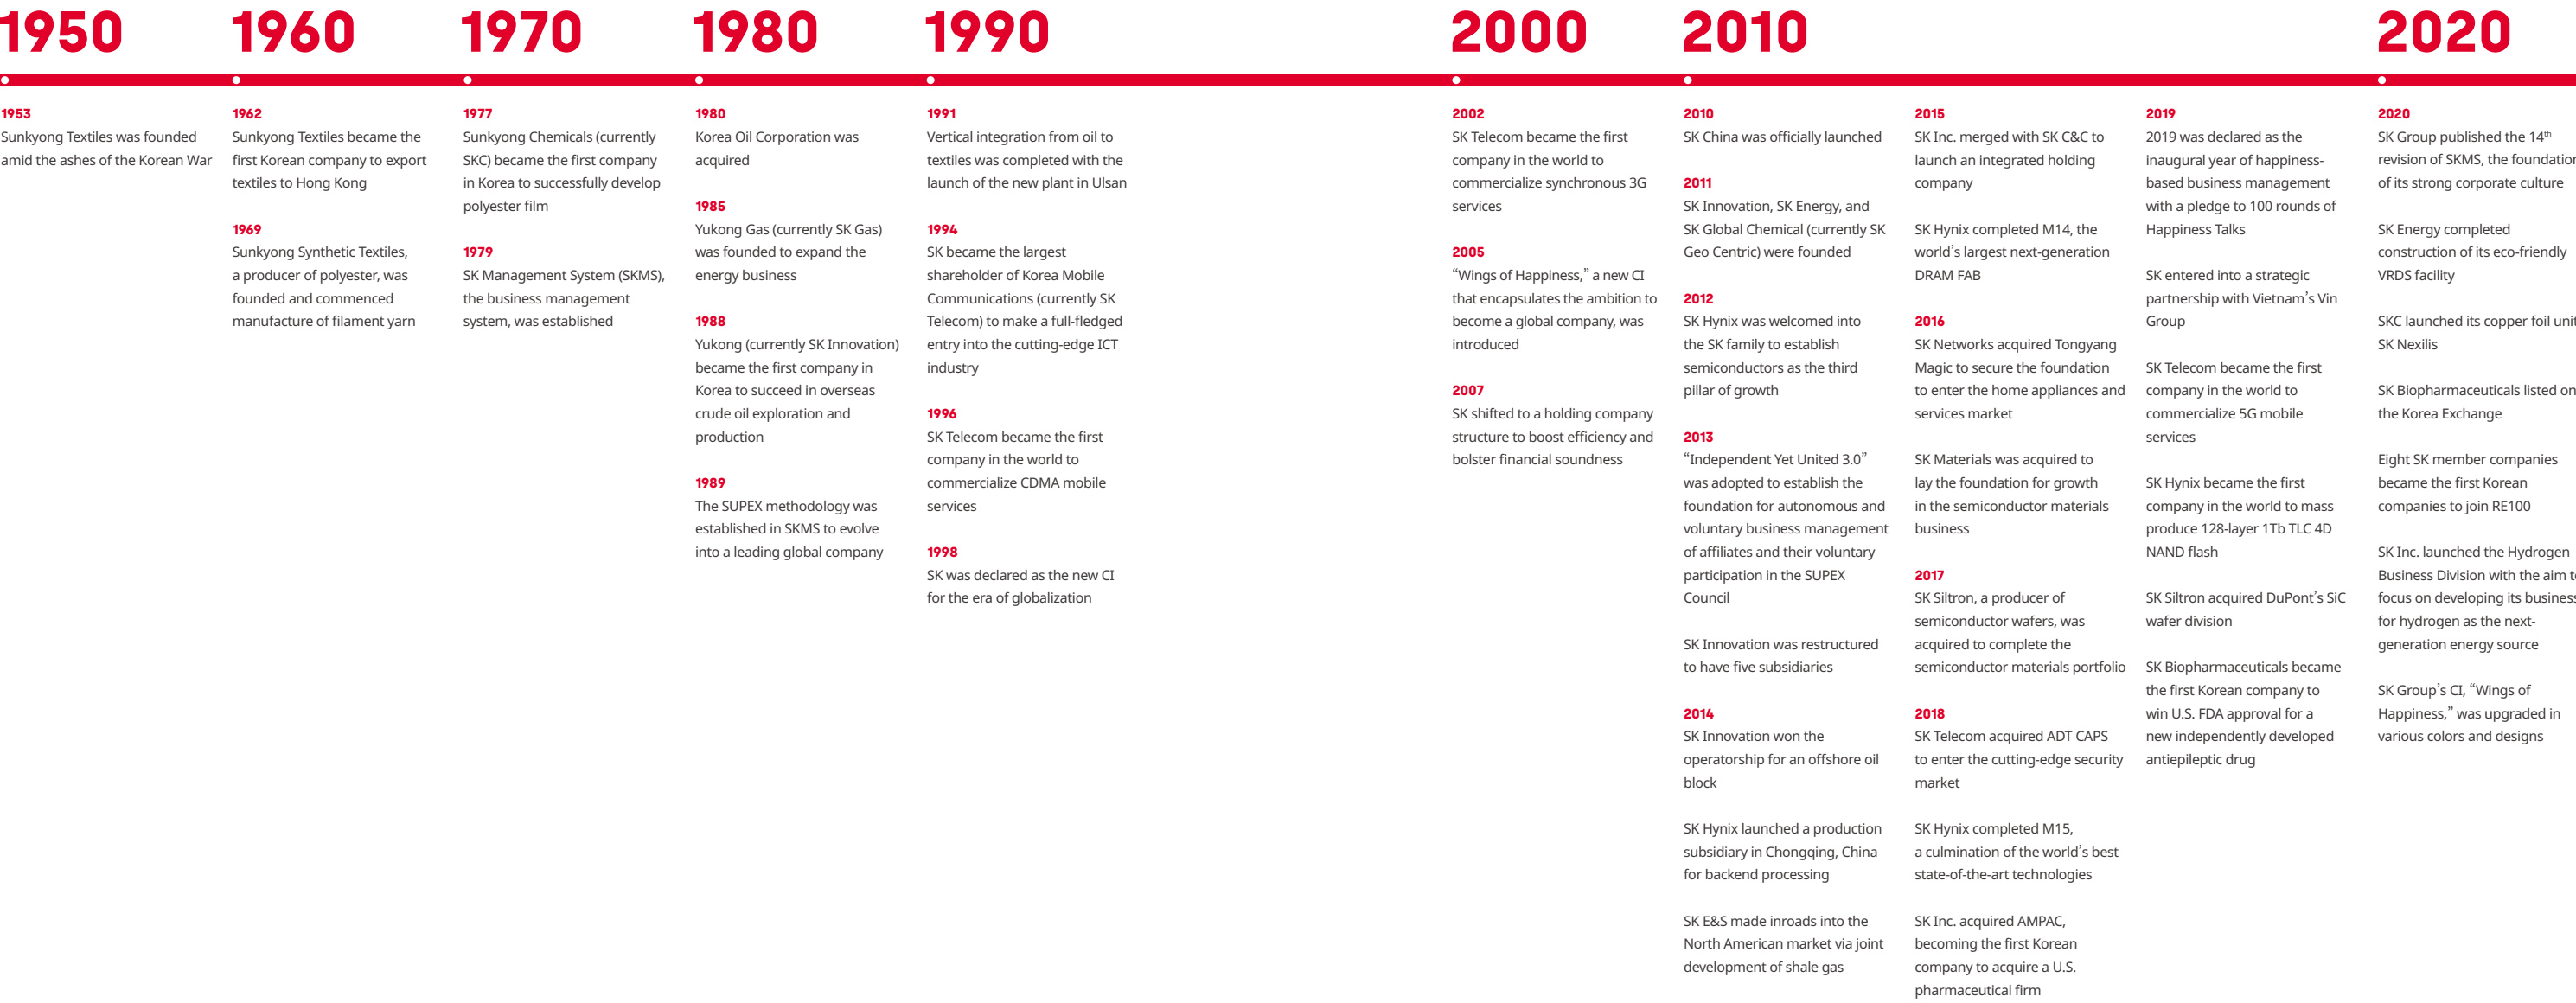 1950
1953
Sunkyong Textiles was founded
amid the ashes of the Korean War
1960
1962
Sunkyong Textiles became the
first Korean company to export
textiles to Hong Kong
1969
Sunkyong Synthetic Textiles,
a producer of polyester, was
founded and commenced
manufacture of filament yarn
1970
1977
Sunkyong Chemicals (currently
SKC) became the first company
in Korea to successfully develop
polyester film
1979
SK Management System (SKMS),
the business management
system, was established
1980
1980
Korea Oil Corporation was
acquired
1985
Yukong Gas (currently SK Gas)
was founded to expand the
energy business
1988
Yukong (currently SK Innovation)
became the first company in
Korea to succeed in overseas
crude oil exploration and
production
1989
The SUPEX methodology was
established in SKMS to evolve
into a leading global company
1990
1991
Vertical integration from oil to
textiles was completed with the
launch of the new plant in Ulsan
1994
SK became the largest
shareholder of Korea Mobile
Communications (currently SK
Telecom) to make a full-fledged
entry into the cutting-edge ICT
industry
1996
SK Telecom became the first
company in the world to
commercialize CDMA mobile
services
1998
SK was declared as the new CI
for the era of globalization
2000
2002
SK Telecom became the first
company in the world to
commercialize synchronous 3G
services
2005
“Wings of Happiness,” a new CI
that encapsulates the ambition to
become a global company, was
introduced
2007
SK shifted to a holding company
structure to boost efficiency and
bolster financial soundness
2010
2010
SK China was officially launched
2011
SK Innovation, SK Energy, and
SK Global Chemical (currently SK
Geo Centric) were founded
2012
SK Hynix was welcomed into
the SK family to establish
semiconductors as the third
pillar of growth
2013
“Independent Yet United 3.0”
was adopted to establish the
foundation for autonomous and
voluntary business management
of affiliates and their voluntary
participation in the SUPEX
Council
SK Innovation was restructured
to have five subsidiaries
2014
SK Innovation won the
operatorship for an offshore oil
block
SK Hynix launched a production
subsidiary in Chongqing, China
for backend processing
SK E&S made inroads into the
North American market via joint
development of shale gas
2015
SK Inc. merged with SK C&C to
launch an integrated holding
company
SK Hynix completed M14, the
world’s largest next-generation
DRAM FAB
2016
SK Networks acquired Tongyang
Magic to secure the foundation
to enter the home appliances and
services market
SK Materials was acquired to
lay the foundation for growth
in the semiconductor materials
business
2017
SK Siltron, a producer of
semiconductor wafers, was
acquired to complete the
semiconductor materials portfolio
2018
SK Telecom acquired ADT CAPS
to enter the cutting-edge security
market
SK Hynix completed M15,
a culmination of the world’s best
state-of-the-art technologies
SK Inc. acquired AMPAC,
becoming the first Korean
company to acquire a U.S.
pharmaceutical firm
2019
2019 was declared as the
inaugural year of happiness-
based business management
with a pledge to 100 rounds of
Happiness Talks
SK entered into a strategic
partnership with Vietnam’s Vin
Group
SK Telecom became the first
company in the world to
commercialize 5G mobile
services
SK Hynix became the first
company in the world to mass
produce 128-layer 1Tb TLC 4D
NAND flash
SK Siltron acquired DuPont’s SiC
wafer division
SK Biopharmaceuticals became
the first Korean company to
win U.S. FDA approval for a
new independently developed
antiepileptic drug
2020
2020
SK Group published the 14th
revision of SKMS, the foundation
of its strong corporate culture
SK Energy completed
construction of its eco-friendly
VRDS facility
SKC launched its copper foil unit
SK Nexilis
SK Biopharmaceuticals listed on
the Korea Exchange
Eight SK member companies
became the first Korean
companies to join RE100
SK Inc. launched the Hydrogen
Business Division with the aim t
focus on developing its business
for hydrogen as the next-
generation energy source
SK Group’s CI, “Wings of
Happiness,” was upgraded in
various colors and designs